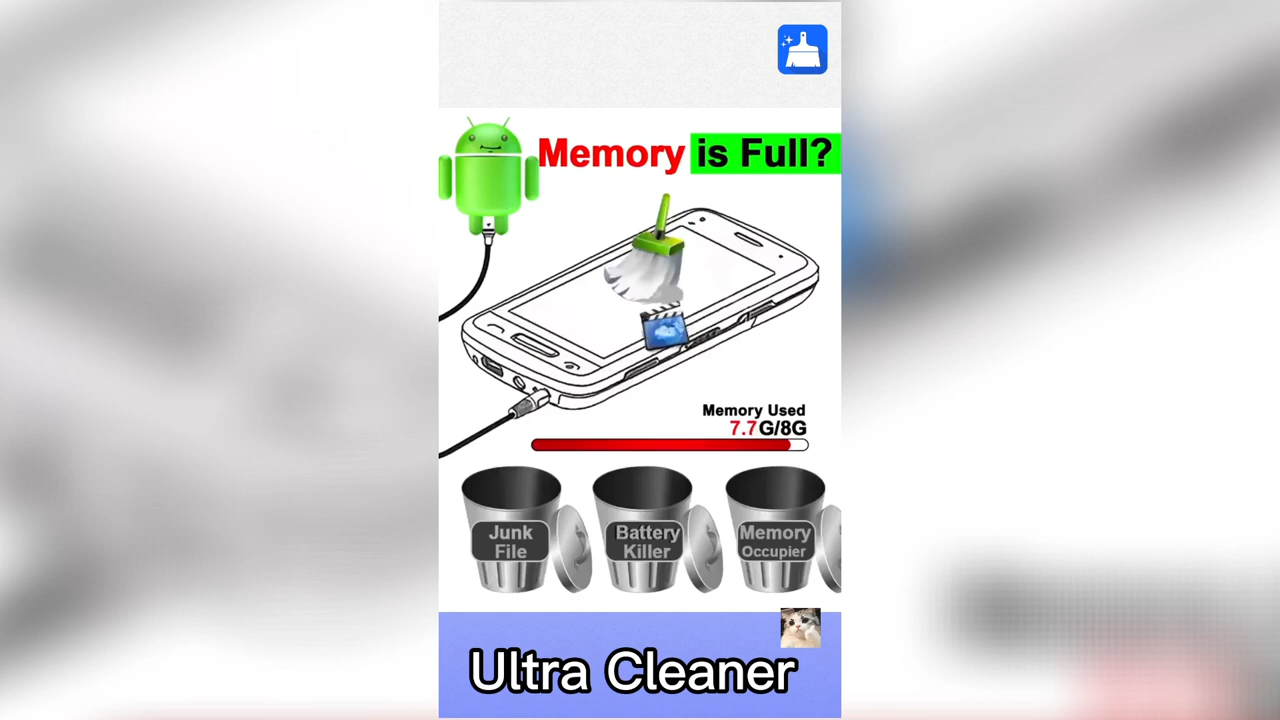 Memory is Full?
Memory Used
7.7G/8G
Junk
File
Battery
Killer
Memory
Occupier
Ultra Cleaner